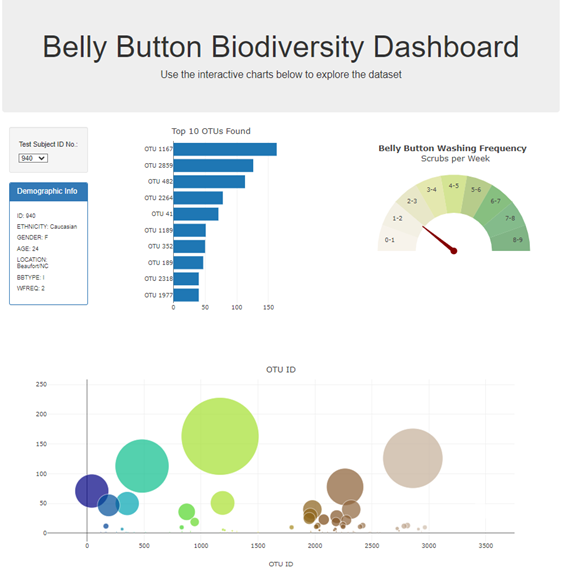 Belly Button Biodiversity Dashboard
Use the interactive charts below to explore the dataset
Test Subject ID No.:
940
Demographic Info
ID: 940
ETHNICITY: Caucasian
GENDER: F
AGE: 24
LOCATION:
Beaufort/NC
BBTYPE: I
WFREQ: 2
Top 10 OTUs Found
OTU 1167
OTU 2859
OTU 482
OTU 2264
OTU 41
OTU 1189
OTU 352
OTU 189
OTU 2318
OTU 1977
0 50 100 150
Belly Button Washing Frequency
Scrubs per Week
0-1
1-2
2-3
3-4
4-5
5-6
6-7
7-8
8-9
OTU ID
250
200
150
100
50
0
0 500 1000 1500 2000 2500 3000 3500
OTU ID